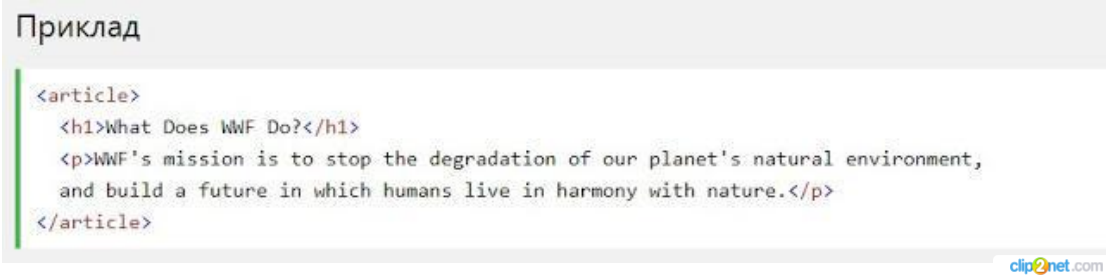 Приклад
<article>
<h1>What Does WWF Do?</h1>
<p>WWF's mission is to stop the degradation of our planet's natural environment,
and build a future in which humans live in harmony with nature.</p>
</article>
clip2net.com